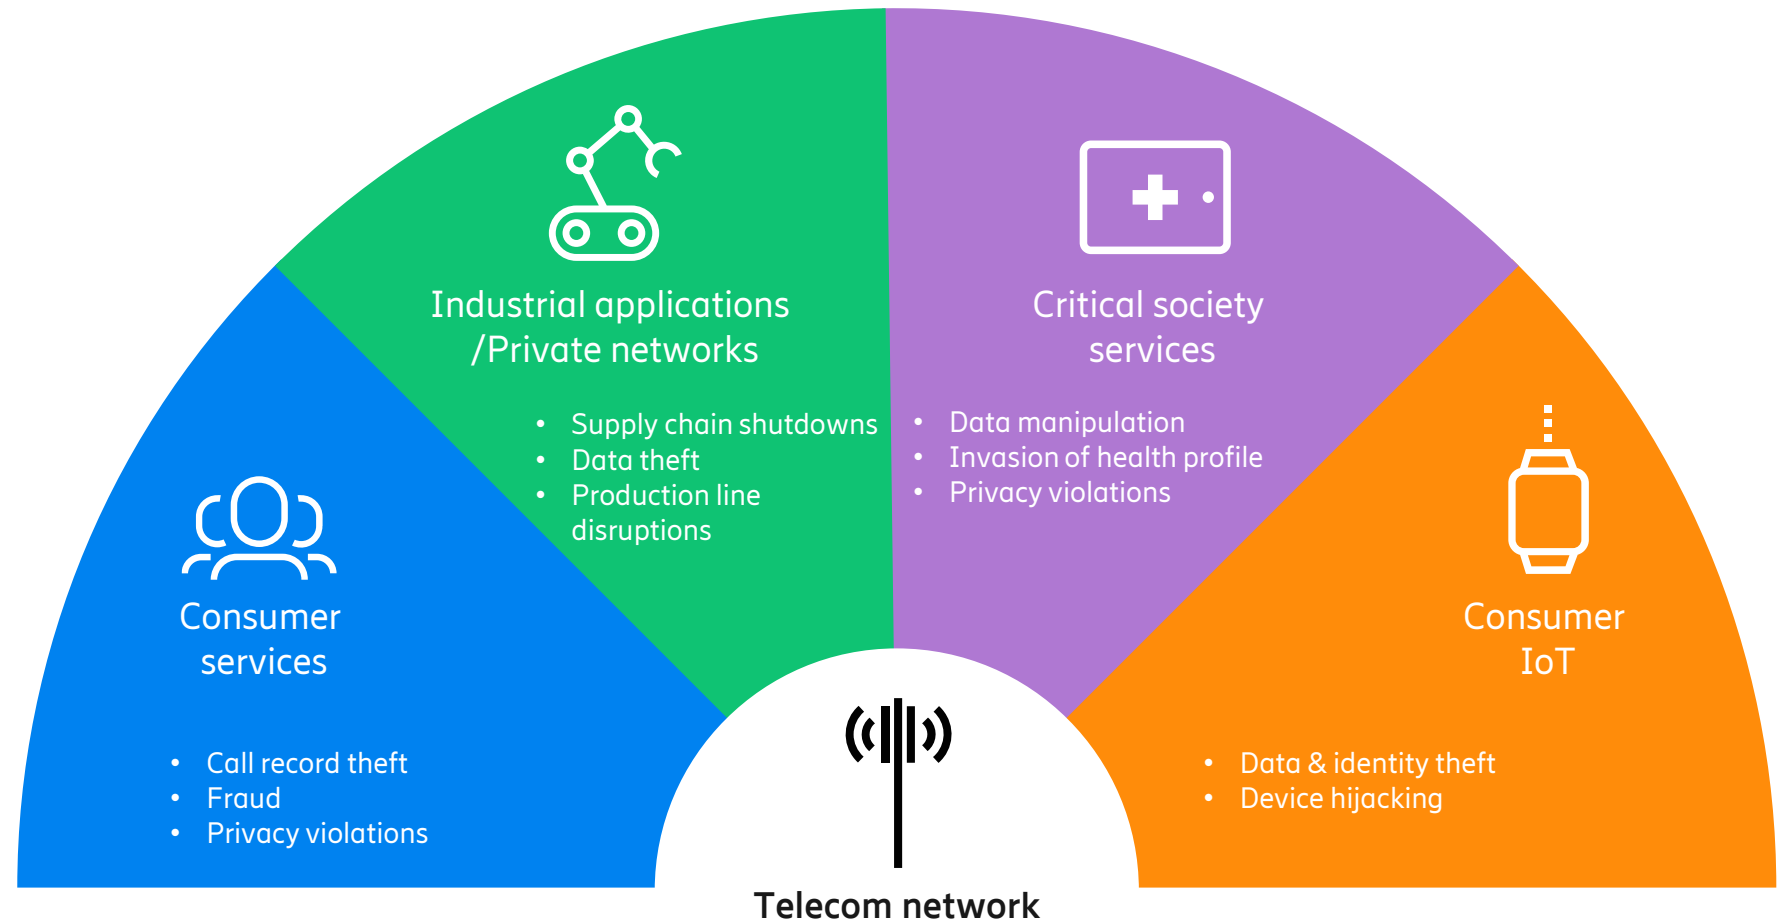 Industrial applications
/Private networks
• Supply chain shutdowns
• Data theft
• Production line
disruptions
Critical society
services
• Data manipulation
• Invasion of health profile
• Privacy violations
Consumer
services
• Call record theft
• Fraud
• Privacy violations
Consumer
IoT
• Data & identity theft
• Device hijacking
Telecom network